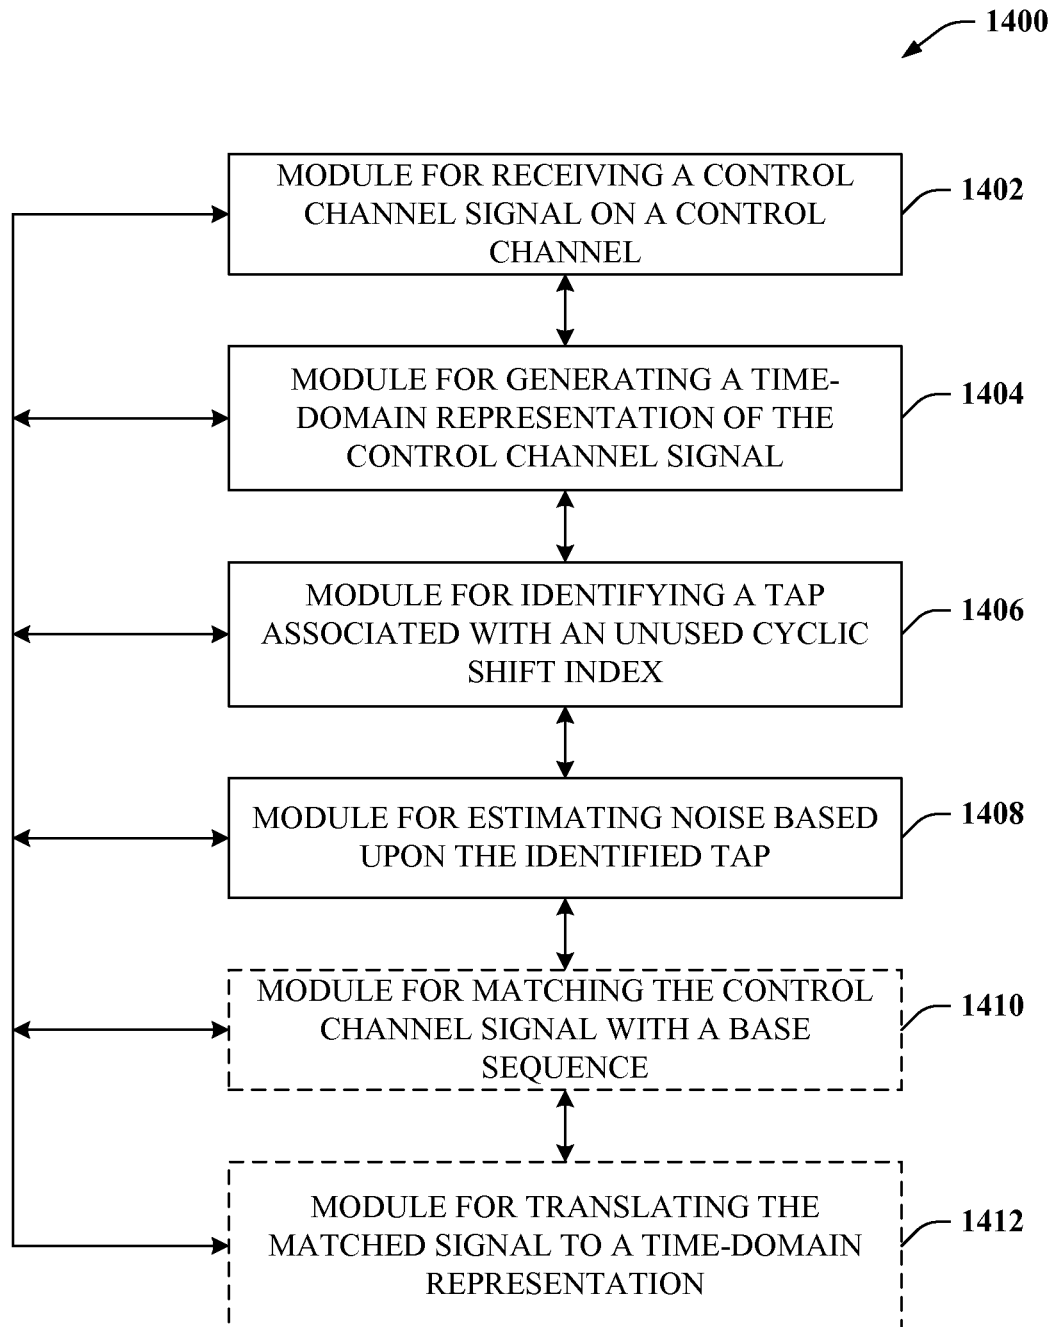 1400
MODULE FOR RECEIVING A CONTROL
CHANNEL SIGNAL ON A CONTROL
CHANNEL
1402
MODULE FOR GENERATING A TIME-
DOMAIN REPRESENTATION OF THE
CONTROL CHANNEL SIGNAL
1404
MODULE FOR IDENTIFYING A TAP
ASSOCIATED WITH AN UNUSED CYCLIC
SHIFT INDEX
1406
MODULE FOR ESTIMATING NOISE BASED
UPON THE IDENTIFIED TAP
1408
MODULE FOR MATCHING THE CONTROL
CHANNEL SIGNAL WITH A BASE
SEQUENCE
1410
MODULE FOR TRANSLATING THE
MATCHED SIGNAL TO A TIME-DOMAIN
REPRESENTATION
1412